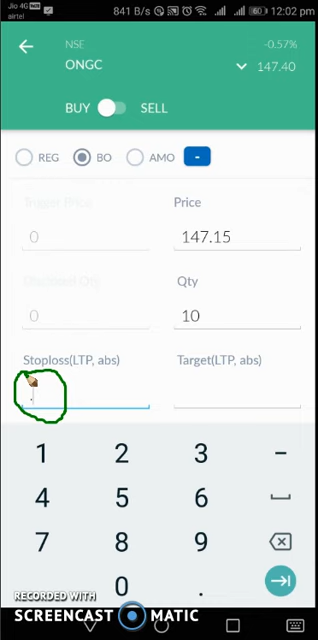 Jio 4G VoLTE
airtel
841 B/s
60
12:02 pm
NSE
-0.57%
ONGC
147.40
BUY
SELL
REG
BO
AMO
-
Trigger Price
Price
0
147.15
Disclosed Qty
Qty
0
10
Stoploss(LTP, abs)
Target(LTP, abs)
.
1 2 3 -
4 5 6
7 8 9
0 .
RECORDED WITH
SCREENCAST MATIC